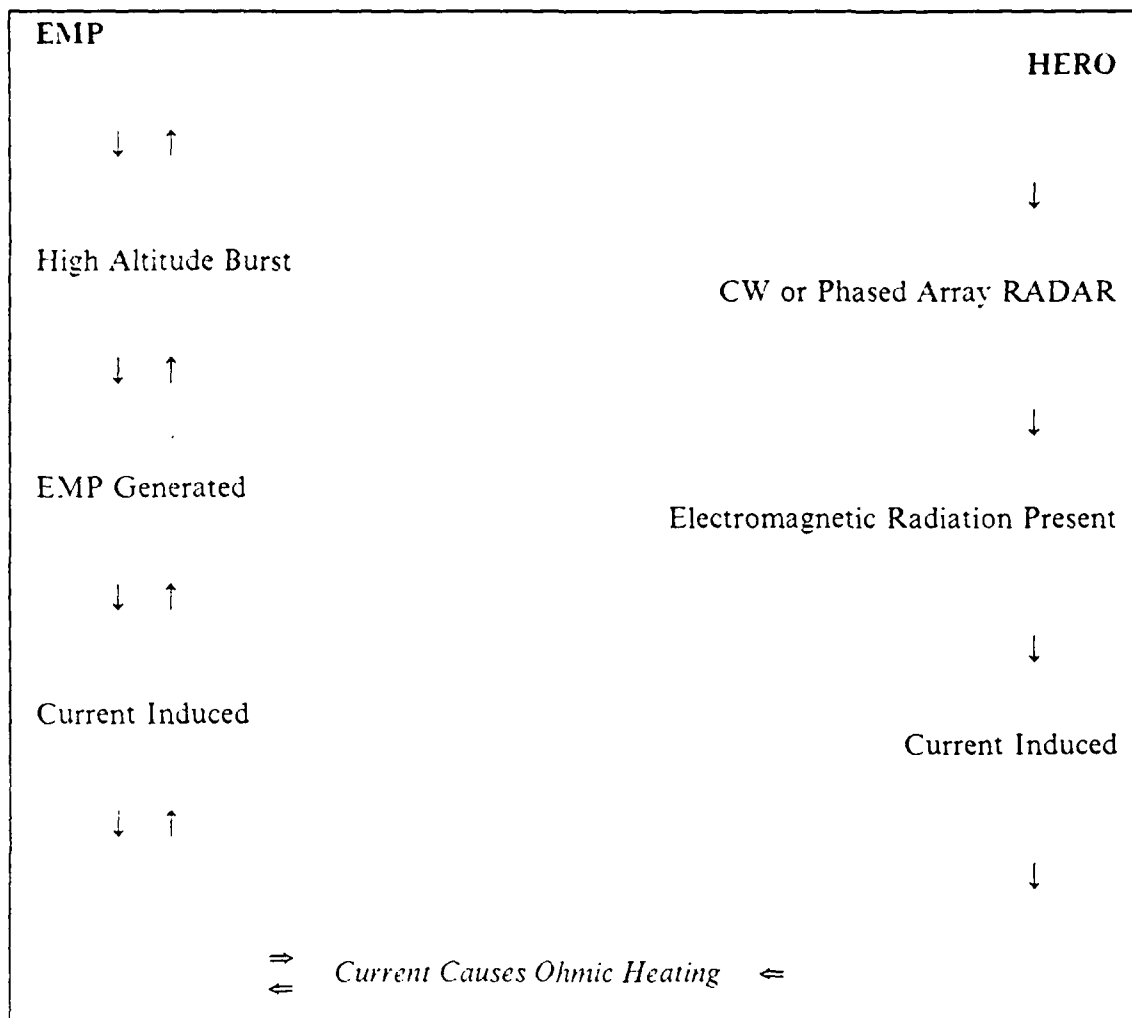 EMP
HERO
↓ ↑
↓
High Altitude Burst
CW or Phased Array RADAR
↓ ↑
↓
EMP Generated
Electromagnetic Radiation Present
↓ ↑
↓
Current Induced
Current Induced
↓ ↑
↓
⇒
⇐ Current Causes Ohmic Heating ⇐